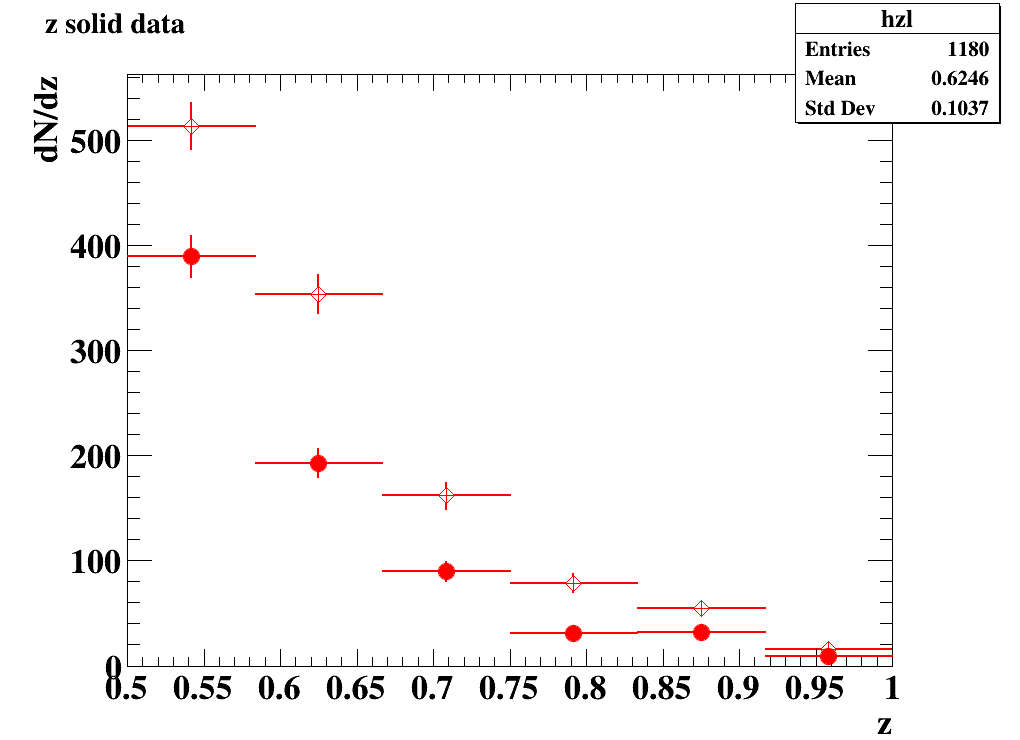 z solid data
hzl
Entries 1180
Mean 0.6246
Std Dev 0.1037
dN/dz
500
400
300
200
100
0
0.5 0.55 0.6 0.65 0.7 0.75 0.8 0.85 0.9 0.95 1
z